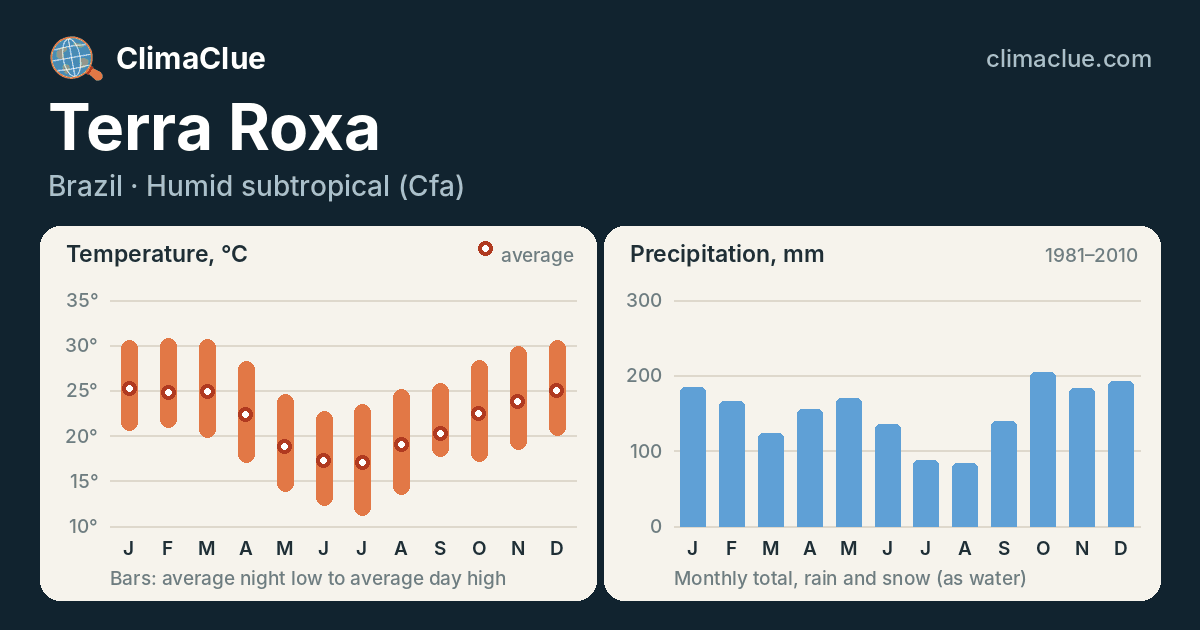 ClimaClue
climaclue.com
Terra Roxa
Brazil · Humid subtropical (Cfa)
Temperature, °C
average
35°
30°
25°
20°
15°
10°
J F M A M J J A S O N D
Bars: average night low to average day high
Precipitation, mm
1981–2010
300
200
100
0
J F M A M J J A S O N D
Monthly total, rain and snow (as water)